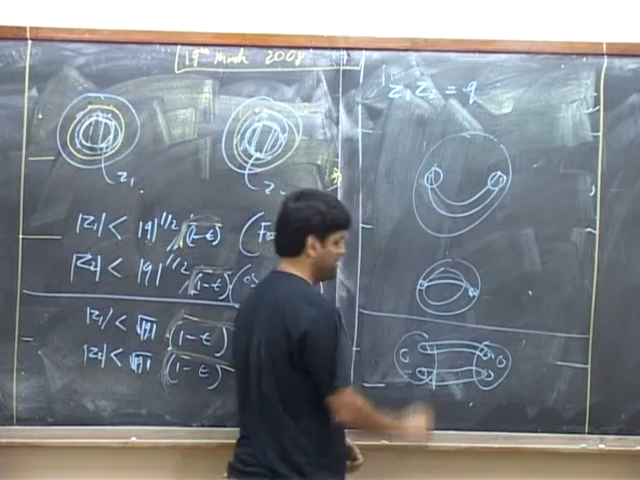 19th March 2008
z₁
z₂
|z₁| < |q|^{1/2} / (1-ε)
|z₂| < |q|^{1/2} / (1-ε)
|z₁| < √|q| (1-ε)
|z₂| < √|q| (1-ε)
z₁z₂ = q